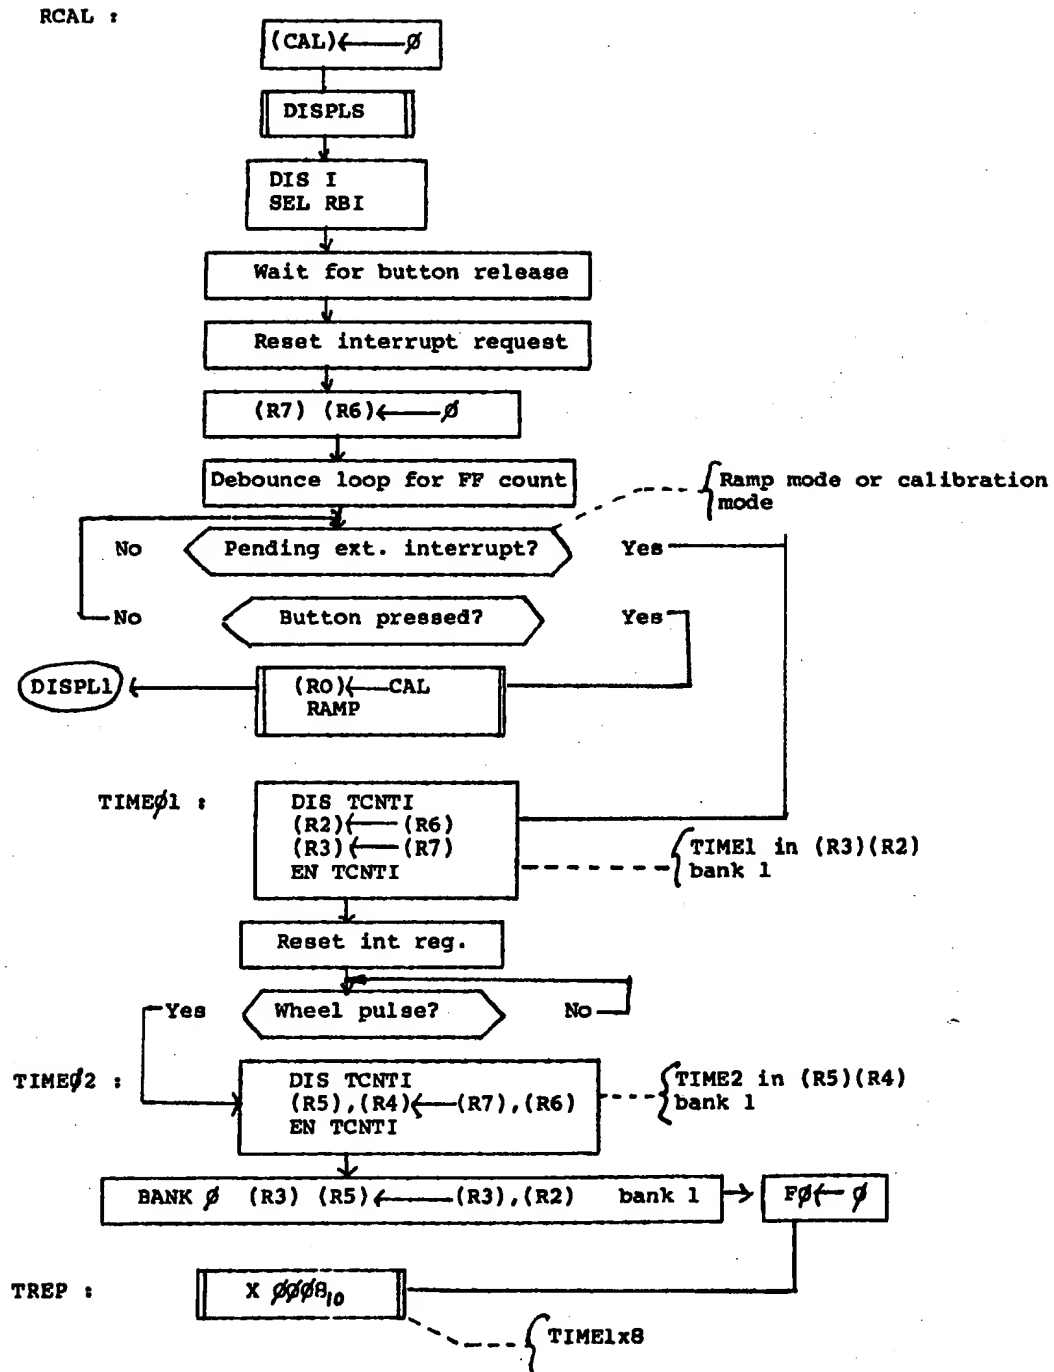 RCAL :
(CAL)←Ø
DISPLS
DIS I
SEL RBI
Wait for button release
Reset interrupt request
(R7) (R6)←Ø
Debounce loop for FF count
Ramp mode or calibration
mode
No Pending ext. interrupt? Yes
No Button pressed? Yes
DISPL1
(RO)←CAL
RAMP
TIMEØ1 :
DIS TCNTI
(R2)← (R6)
(R3)← (R7)
EN TCNTI
TIME1 in (R3)(R2)
bank 1
Reset int reg.
Yes Wheel pulse? No
TIMEØ2 :
DIS TCNTI
(R5),(R4)←(R7),(R6)
EN TCNTI
TIME2 in (R5)(R4)
bank 1
BANK Ø (R3) (R5)←(R3),(R2) bank 1
FØ← Ø
TREP :
X ØØØ8₁₀
TIME1x8